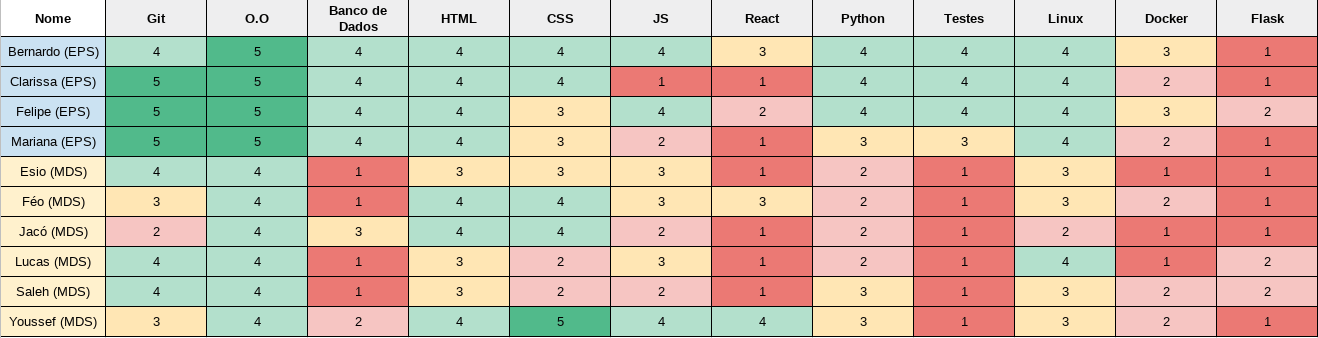 Nome Git O.O Banco de Dados HTML CSS JS React Python Testes Linux Docker Flask
Bernardo (EPS) 4 5 4 4 4 4 3 4 4 4 3 1
Clarissa (EPS) 5 5 4 4 4 1 1 4 4 4 2 1
Felipe (EPS) 5 5 4 4 3 4 2 4 4 4 3 2
Mariana (EPS) 5 5 4 4 3 2 1 3 3 4 2 1
Esio (MDS) 4 4 1 3 3 3 1 2 1 3 1 1
Féo (MDS) 3 4 1 4 4 3 3 2 1 3 2 1
Jacó (MDS) 2 4 3 4 4 2 1 2 1 2 1 1
Lucas (MDS) 4 4 1 3 2 3 1 2 1 4 1 2
Saleh (MDS) 4 4 1 3 2 2 1 3 1 3 2 2
Youssef (MDS) 3 4 2 4 5 4 4 3 1 3 2 1